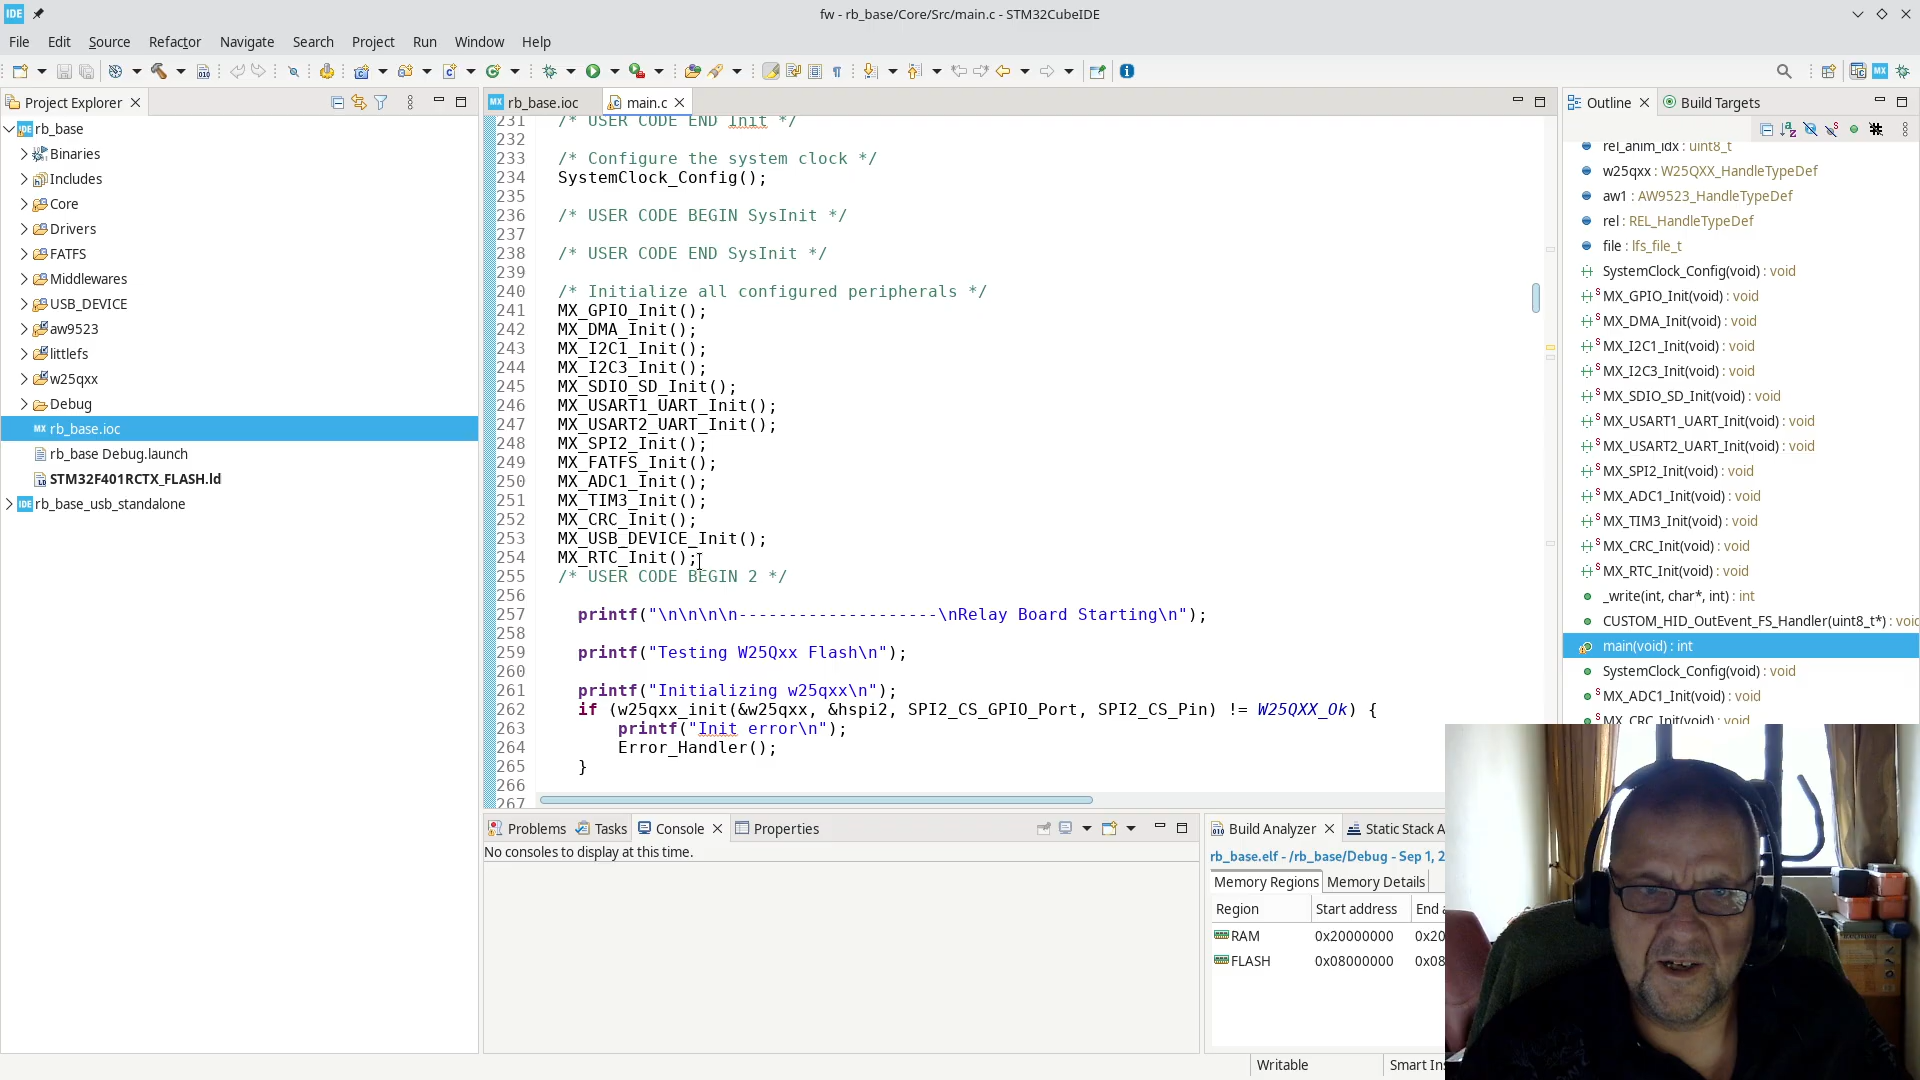 IDE
fw - rb_base/Core/Src/main.c - STM32CubeIDE
File Edit Source Refactor Navigate Search Project Run Window Help
Project Explorer
rb_base
Binaries
Includes
Core
Drivers
FATFS
Middlewares
USB_DEVICE
aw9523
littlefs
w25qxx
Debug
rb_base.ioc
rb_base Debug.launch
STM32F401RCTX_FLASH.ld
rb_base_usb_standalone
rb_base.ioc
main.c
231 /* USER CODE END Init */
232
233 /* Configure the system clock */
234 SystemClock_Config();
235
236 /* USER CODE BEGIN SysInit */
237
238 /* USER CODE END SysInit */
239
240 /* Initialize all configured peripherals */
241 MX_GPIO_Init();
242 MX_DMA_Init();
243 MX_I2C1_Init();
244 MX_I2C3_Init();
245 MX_SDIO_SD_Init();
246 MX_USART1_UART_Init();
247 MX_USART2_UART_Init();
248 MX_SPI2_Init();
249 MX_FATFS_Init();
250 MX_ADC1_Init();
251 MX_TIM3_Init();
252 MX_CRC_Init();
253 MX_USB_DEVICE_Init();
254 MX_RTC_Init();
255 /* USER CODE BEGIN 2 */
256
257 printf("\n\n\n\n--------------------\nRelay Board Starting\n");
258
259 printf("Testing W25Qxx Flash\n");
260
261 printf("Initializing w25qxx\n");
262 if (w25qxx_init(&w25qxx, &hspi2, SPI2_CS_GPIO_Port, SPI2_CS_Pin) != W25QXX_Ok) {
263 printf("Init error\n");
264 Error_Handler();
265 }
266
267
Outline
Build Targets
rel_anim_idx : uint8_t
w25qxx : W25QXX_HandleTypeDef
aw1 : AW9523_HandleTypeDef
rel : REL_HandleTypeDef
file : lfs_file_t
SystemClock_Config(void) : void
MX_GPIO_Init(void) : void
MX_DMA_Init(void) : void
MX_I2C1_Init(void) : void
MX_I2C3_Init(void) : void
MX_SDIO_SD_Init(void) : void
MX_USART1_UART_Init(void) : void
MX_USART2_UART_Init(void) : void
MX_SPI2_Init(void) : void
MX_ADC1_Init(void) : void
MX_TIM3_Init(void) : void
MX_CRC_Init(void) : void
MX_RTC_Init(void) : void
_write(int, char*, int) : int
CUSTOM_HID_OutEvent_FS_Handler(uint8_t*) : voic
main(void) : int
SystemClock_Config(void) : void
MX_ADC1_Init(void) : void
MX_CRC_Init(void) : void
Problems Tasks Console Properties
No consoles to display at this time.
Build Analyzer Static Stack A
rb_base.elf - /rb_base/Debug - Sep 1, 2
Memory Regions Memory Details
Region Start address End a
RAM 0x20000000 0x20
FLASH 0x08000000 0x08
Writable Smart Ins